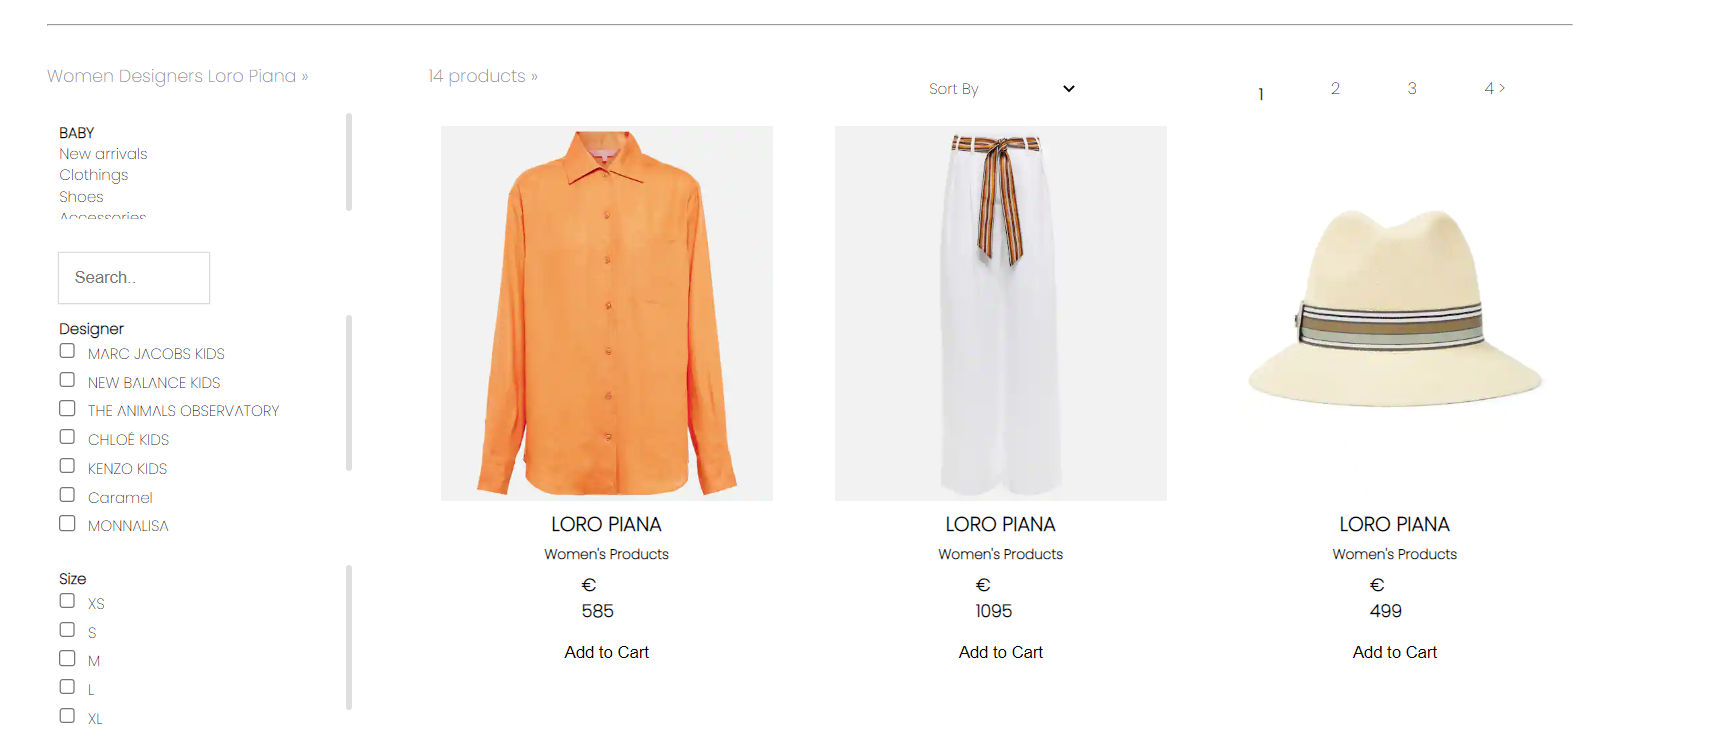 Women Designers Loro Piana »
14 products »
Sort By
1 2 3 4 >
BABY
New arrivals
Clothings
Shoes
Accessories
Search..
Designer
MARC JACOBS KIDS
NEW BALANCE KIDS
THE ANIMALS OBSERVATORY
CHLOÉ KIDS
KENZO KIDS
Caramel
MONNALISA
Size
XS
S
M
L
XL
LORO PIANA
Women's Products
€
585
Add to Cart
LORO PIANA
Women's Products
€
1095
Add to Cart
LORO PIANA
Women's Products
€
499
Add to Cart